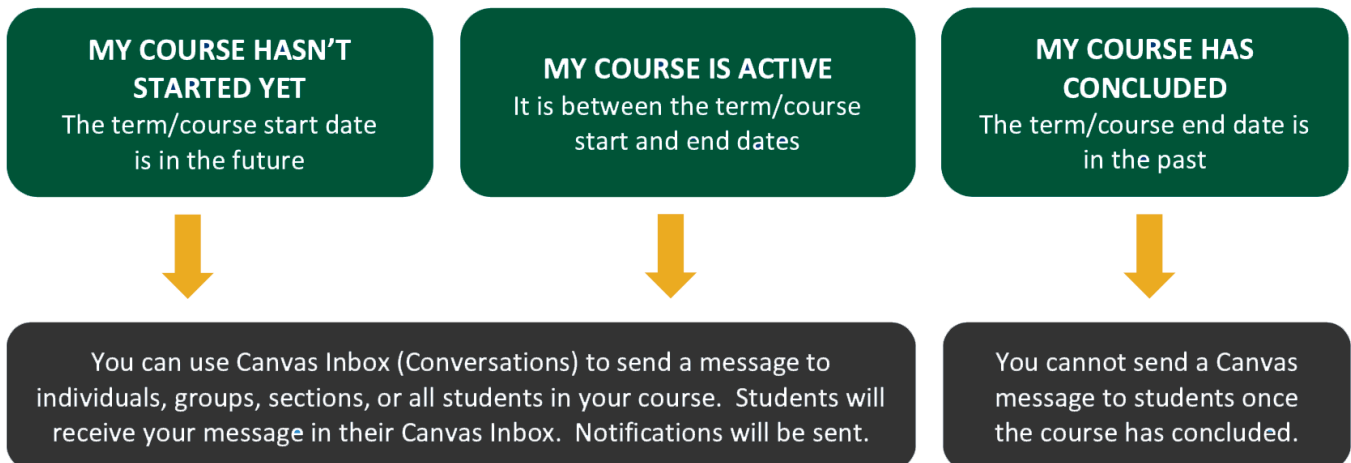 MY COURSE HASN’T
STARTED YET
The term/course start date
is in the future
MY COURSE IS ACTIVE
It is between the term/course
start and end dates
MY COURSE HAS
CONCLUDED
The term/course end date is
in the past
You can use Canvas Inbox (Conversations) to send a message to
individuals, groups, sections, or all students in your course.  Students will
receive your message in their Canvas Inbox.  Notifications will be sent.
You cannot send a Canvas
message to students once
the course has concluded.